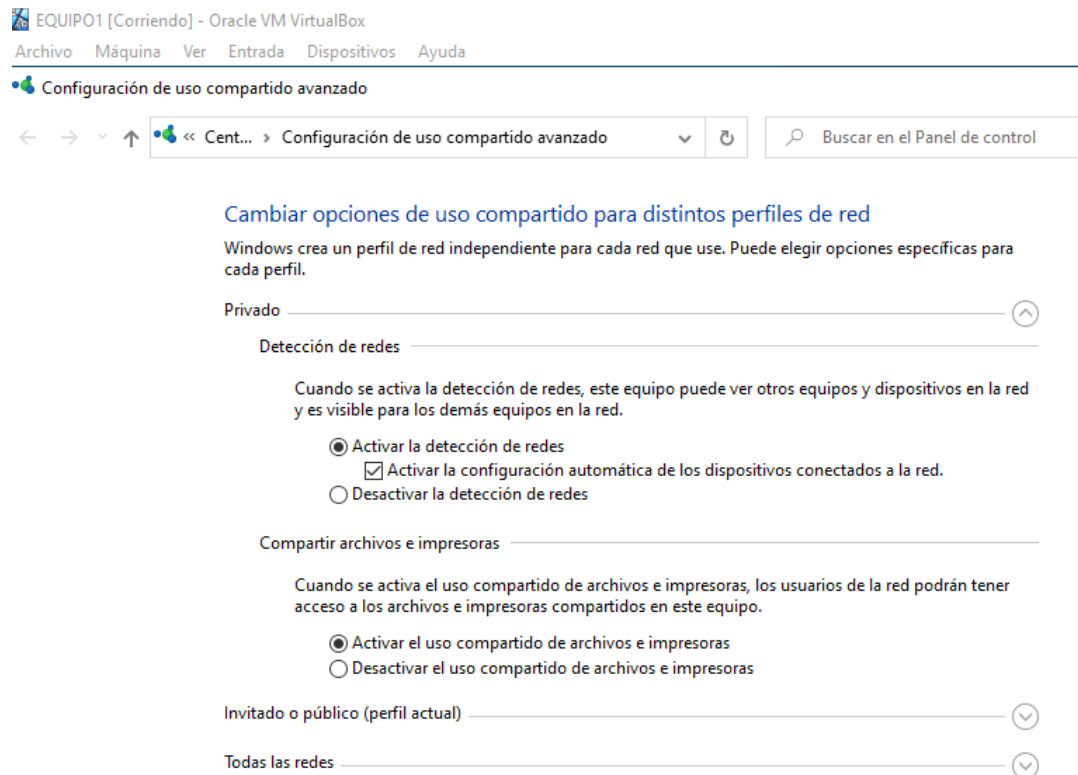 EQUIPO1 [Corriendo] - Oracle VM VirtualBox
Archivo Máquina Ver Entrada Dispositivos Ayuda
Configuración de uso compartido avanzado
« Cent... › Configuración de uso compartido avanzado Buscar en el Panel de control
Cambiar opciones de uso compartido para distintos perfiles de red
Windows crea un perfil de red independiente para cada red que use. Puede elegir opciones específicas para
cada perfil.
Privado
Detección de redes
Cuando se activa la detección de redes, este equipo puede ver otros equipos y dispositivos en la red
y es visible para los demás equipos en la red.
Activar la detección de redes
Activar la configuración automática de los dispositivos conectados a la red.
Desactivar la detección de redes
Compartir archivos e impresoras
Cuando se activa el uso compartido de archivos e impresoras, los usuarios de la red podrán tener
acceso a los archivos e impresoras compartidos en este equipo.
Activar el uso compartido de archivos e impresoras
Desactivar el uso compartido de archivos e impresoras
Invitado o público (perfil actual)
Todas las redes